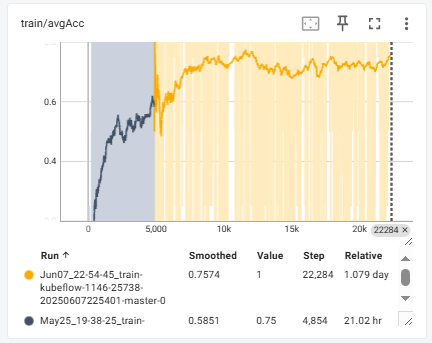 train/avgAcc
0.6
0.4
0 5,000 10k 15k 20k 22284 ×
Run ↑ Smoothed Value Step Relative
Jun07_22-54-45_train- 0.7574 1 22,284 1.079 day
kubeflow-1146-25738-
20250607225401-master-0
May25_19-38-25_train- 0.5851 0.75 4,854 21.02 hr